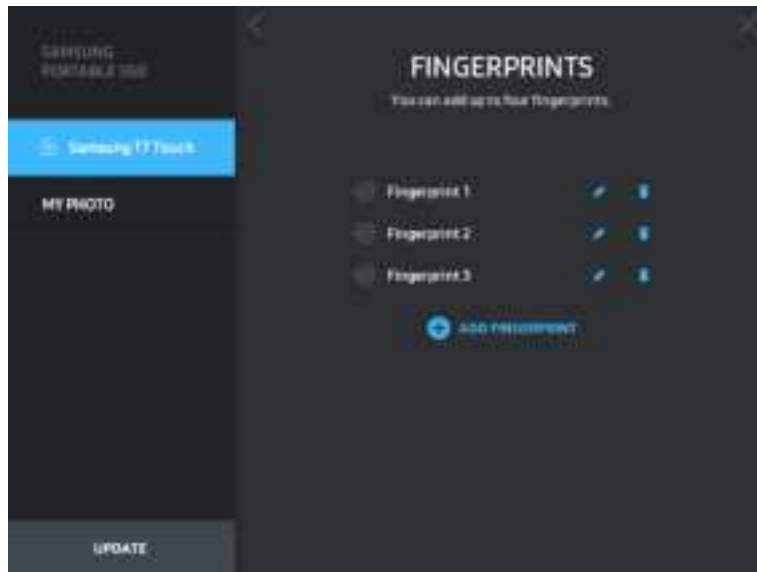 SAMSUNG
PORTABLE SSD
Samsung T7 Touch
MY PHOTO
UPDATE
FINGERPRINTS
You can add up to four fingerprints.
Fingerprint 1
Fingerprint 2
Fingerprint 3
ADD FINGERPRINT